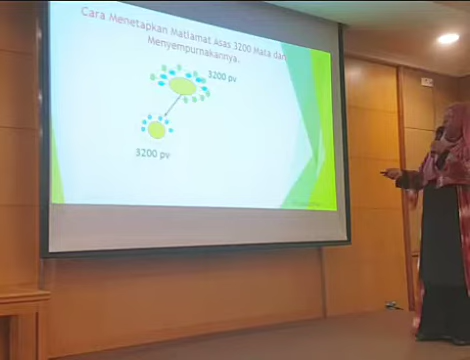 Cara Menetapkan Matlamat Asas 3200 Mata dan
Menyempurnakannya.
3200 pv
3200 pv